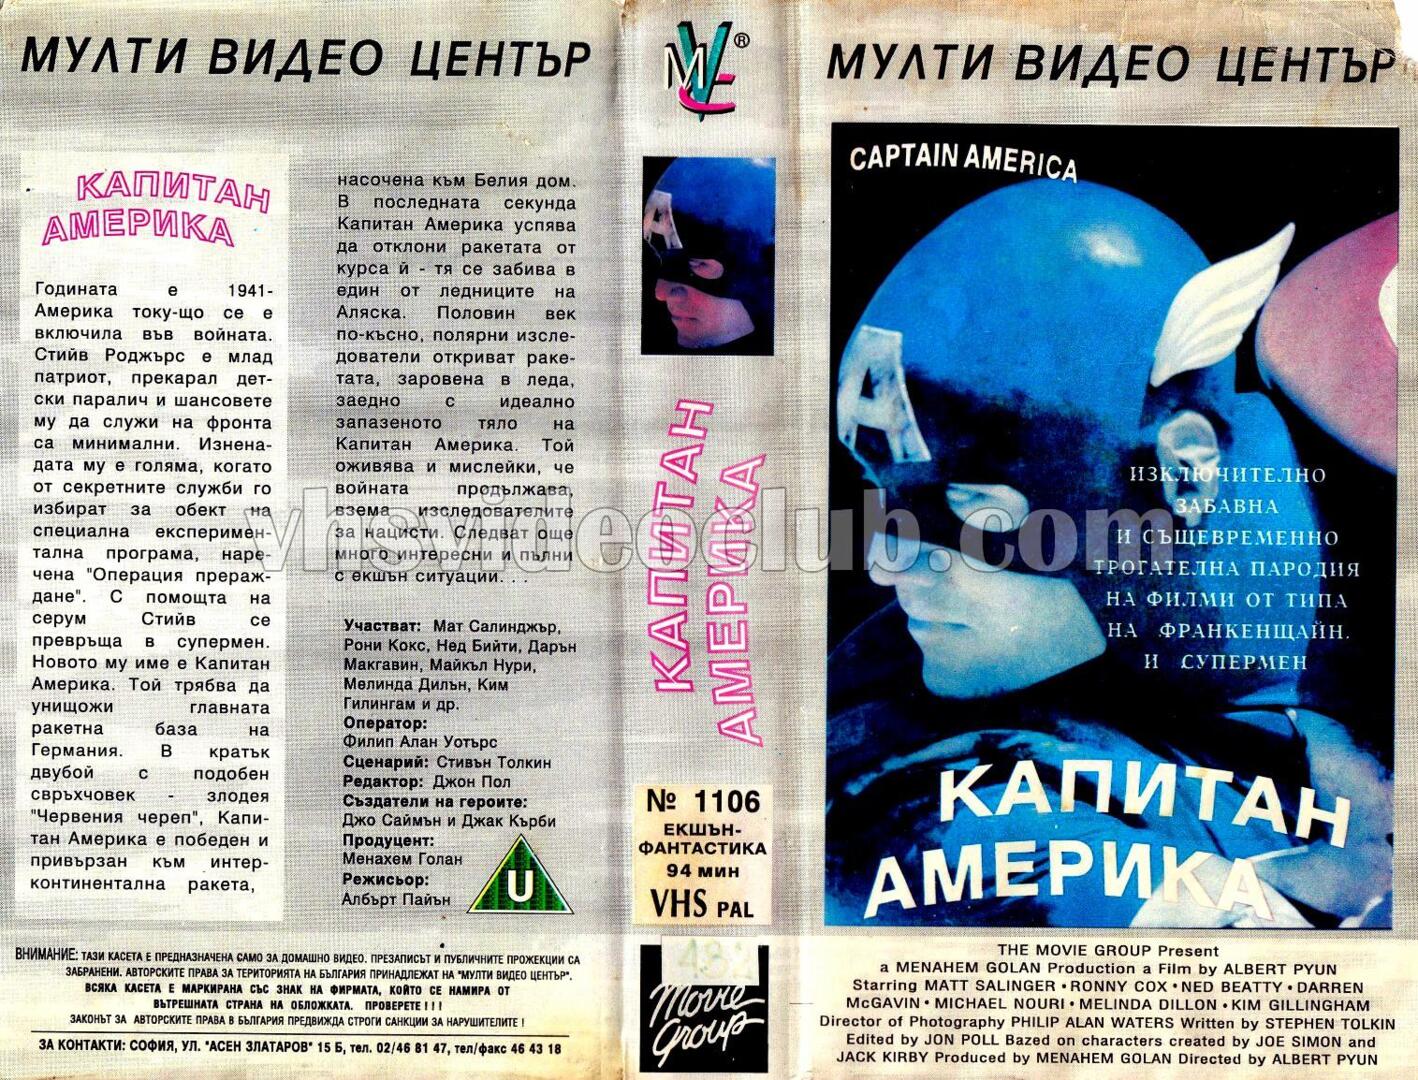 МУЛТИ ВИДЕО ЦЕНТЪР
КАПИТАН
АМЕРИКА
Годината е 1941-
Америка току-що се е
включила във войната.
Стийв Роджърс е млад
патриот, прекарал дет-
ски паралич и шансовете
му да служи на фронта
са минимални. Изнена-
дата му е голяма, когато
от секретните служби го
избират за обект на
специална експеримен-
тална програма, наре-
чена "Операция прераж-
дане". С помощта на
серум Стийв се
превръща в супермен.
Новото му име е Капитан
Америка. Той трябва да
унищожи главната
ракетна база на
Германия. В кратък
двубой с подобен
свръхчовек - злодея
"Червения череп", Капи-
тан Америка е победен и
привързан към интер-
континентална ракета,
насочена към Белия дом.
В последната секунда
Капитан Америка успява
да отклони ракетата от
курса й - тя се забива в
един от ледниците на
Аляска. Половин век
по-късно, полярни изсле-
дователи откриват раке-
тата, заровена в леда,
заедно с идеално
запазеното тяло на
Капитан Америка. Той
оживява и мислейки, че
войната продължава,
взема изследователите
за нацисти. Следват още
много интересни и пълни
с екшън ситуации. . .
Участват: Мат Салинджър,
Рони Кокс, Нед Бийти, Дарън
Макгавин, Майкъл Нури,
Мелинда Дилън, Ким
Гилингам и др.
Оператор:
Филип Алан Уотърс
Сценарий: Стивън Толкин
Редактор: Джон Пол
Създатели на героите:
Джо Саймън и Джак Кърби
Продуцент:
Менахем Голан
Режисьор:
Албърт Пайън
U
ВНИМАНИЕ: ТАЗИ КАСЕТА Е ПРЕДНАЗНАЧЕНА САМО ЗА ДОМАШНО ВИДЕО. ПРЕЗАПИСЪТ И ПУБЛИЧНИТЕ ПРОЖЕКЦИИ СА
ЗАБРАНЕНИ. АВТОРСКИТЕ ПРАВА ЗА ТЕРИТОРИЯТА НА БЪЛГАРИЯ ПРИНАДЛЕЖАТ НА "МУЛТИ ВИДЕО ЦЕНТЪР".
ВСЯКА КАСЕТА Е МАРКИРАНА СЪС ЗНАК НА ФИРМАТА, КОЙТО СЕ НАМИРА ОТ
ВЪТРЕШНАТА СТРАНА НА ОБЛОЖКАТА. ПРОВЕРЕТЕ ! ! !
ЗАКОНЪТ ЗА АВТОРСКИТЕ ПРАВА В БЪЛГАРИЯ ПРЕДВИЖДА СТРОГИ САНКЦИИ ЗА НАРУШИТЕЛИТЕ !
ЗА КОНТАКТИ: СОФИЯ, УЛ. "АСЕН ЗЛАТАРОВ" 15 Б, тел. 02/46 81 47, тел/факс 46 43 18
MVC ®
A
КАПИТАН
АМЕРИКА
№ 1106
ЕКШЪН-
ФАНТАСТИКА
94 МИН
VHS PAL
482
Movie
Group
МУЛТИ ВИДЕО ЦЕНТЪР
CAPTAIN AMERICA
A
ИЗКЛЮЧИТЕЛНО
ЗАБАВНА
И СЪЩЕВРЕМЕННО
ТРОГАТЕЛНА ПАРОДИЯ
НА ФИЛМИ ОТ ТИПА
НА ФРАНКЕНЩАЙН.
И СУПЕРМЕН
КАПИТАН
АМЕРИКА
THE MOVIE GROUP Present
a MENAHEM GOLAN Production a Film by ALBERT PYUN
Starring MATT SALINGER • RONNY COX • NED BEATTY • DARREN
McGAVIN • MICHAEL NOURI • MELINDA DILLON • KIM GILLINGHAM
Director of Photography PHILIP ALAN WATERS Written by STEPHEN TOLKIN
Edited by JON POLL Bazed on characters created by JOE SIMON and
JACK KIRBY Produced by MENAHEM GOLAN Directed by ALBERT PYUN
vhsvideoclub.com